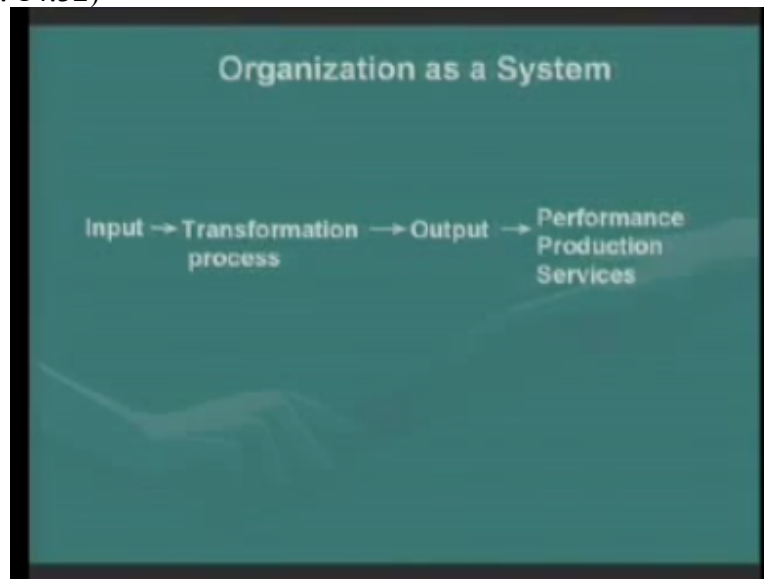 Organization as a System
Input → Transformation process → Output → Performance Production Services